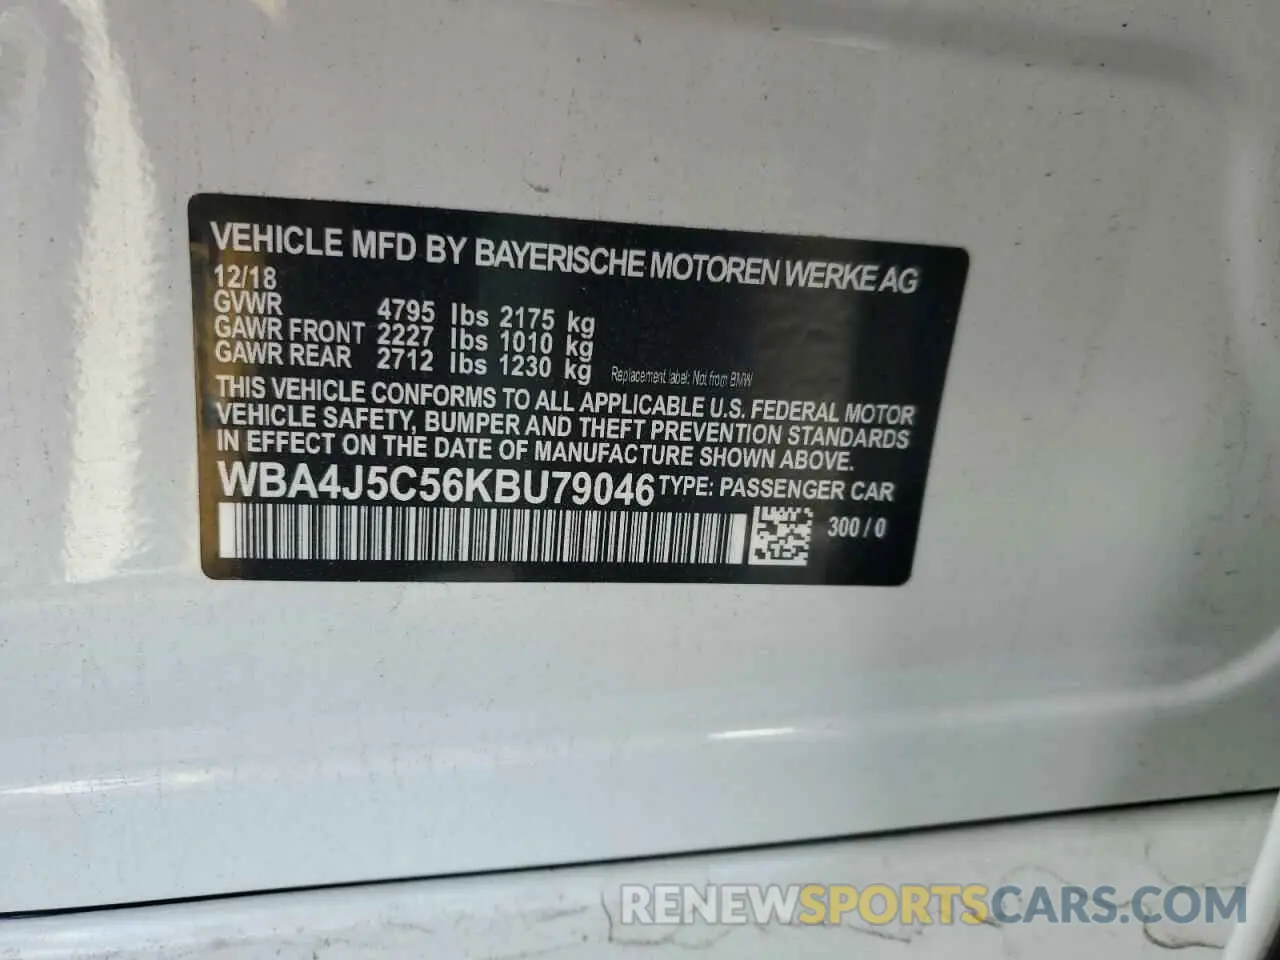 VEHICLE MFD BY BAYERISCHE MOTOREN WERKE AG
12/18
GVWR 4795 lbs 2175 kg
GAWR FRONT 2227 lbs 1010 kg
GAWR REAR 2712 lbs 1230 kg
Replacement label: Not from BMW
THIS VEHICLE CONFORMS TO ALL APPLICABLE U.S. FEDERAL MOTOR
VEHICLE SAFETY, BUMPER AND THEFT PREVENTION STANDARDS
IN EFFECT ON THE DATE OF MANUFACTURE SHOWN ABOVE.
WBA4J5C56KBU79046 TYPE: PASSENGER CAR
300 / 0
RENEWSPORTSCARS.COM